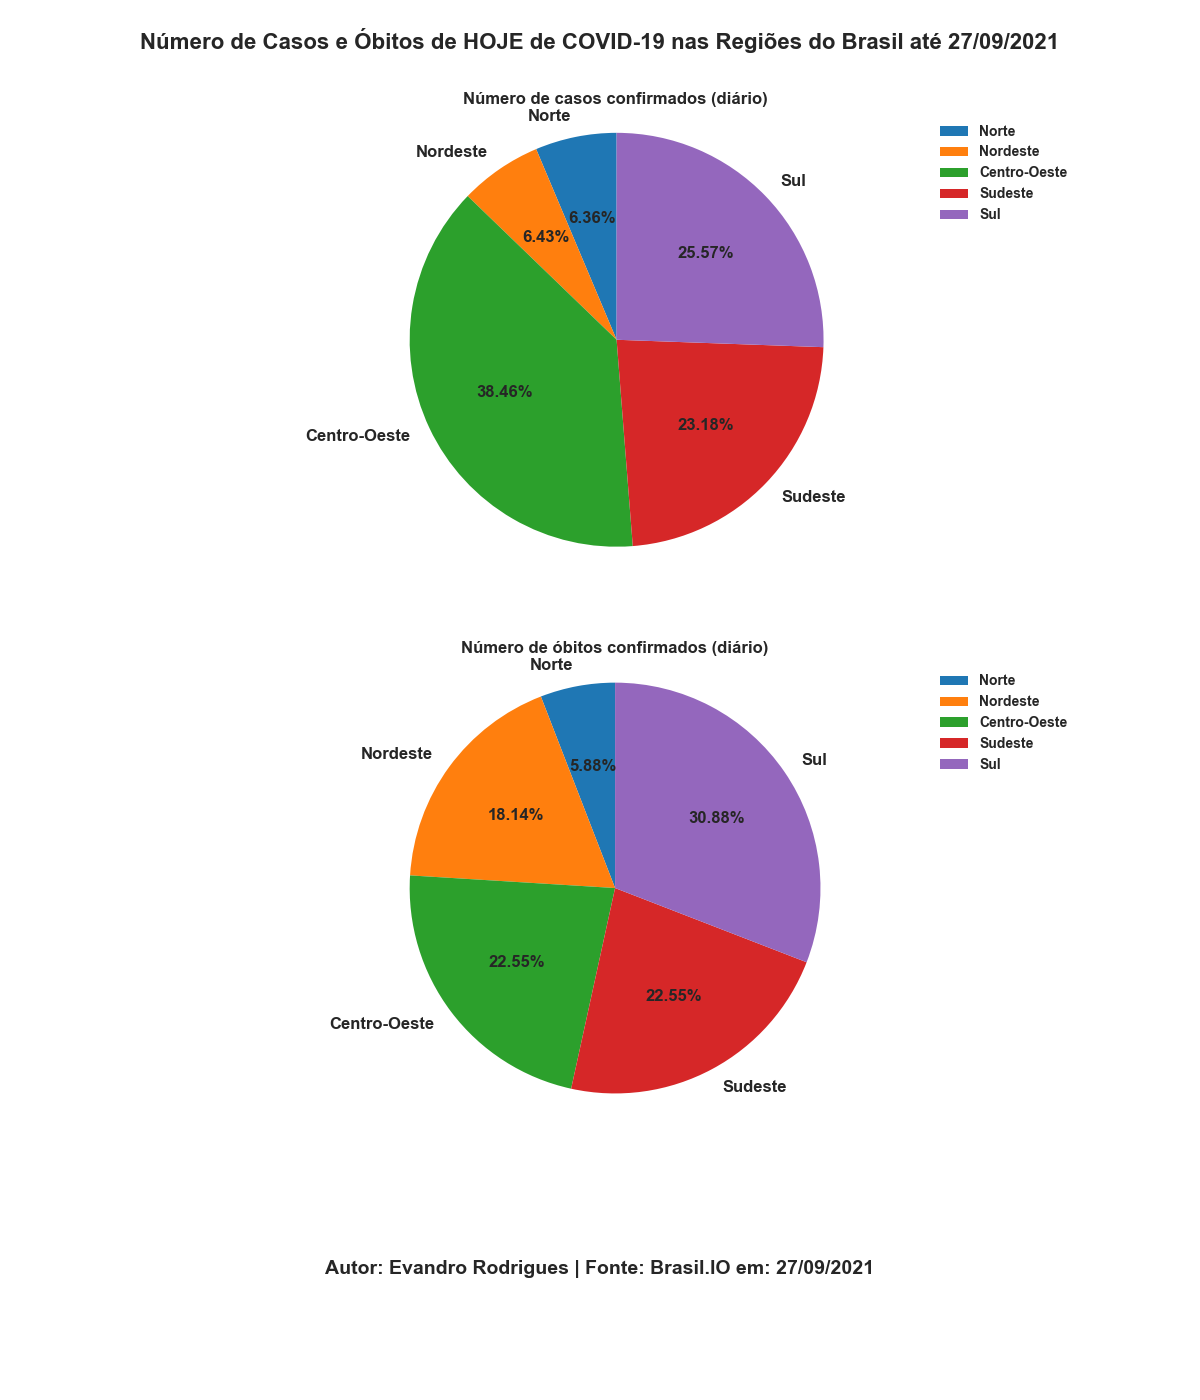 Número de Casos e Óbitos de HOJE de COVID-19 nas Regiões do Brasil até 27/09/2021
Número de casos confirmados (diário)
Norte
Nordeste
Centro-Oeste
Sudeste
Sul
6.36%
6.43%
38.46%
23.18%
25.57%
Norte
Nordeste
Centro-Oeste
Sudeste
Sul
Número de óbitos confirmados (diário)
Norte
Nordeste
Centro-Oeste
Sudeste
Sul
5.88%
18.14%
22.55%
22.55%
30.88%
Norte
Nordeste
Centro-Oeste
Sudeste
Sul
Autor: Evandro Rodrigues | Fonte: Brasil.IO em: 27/09/2021